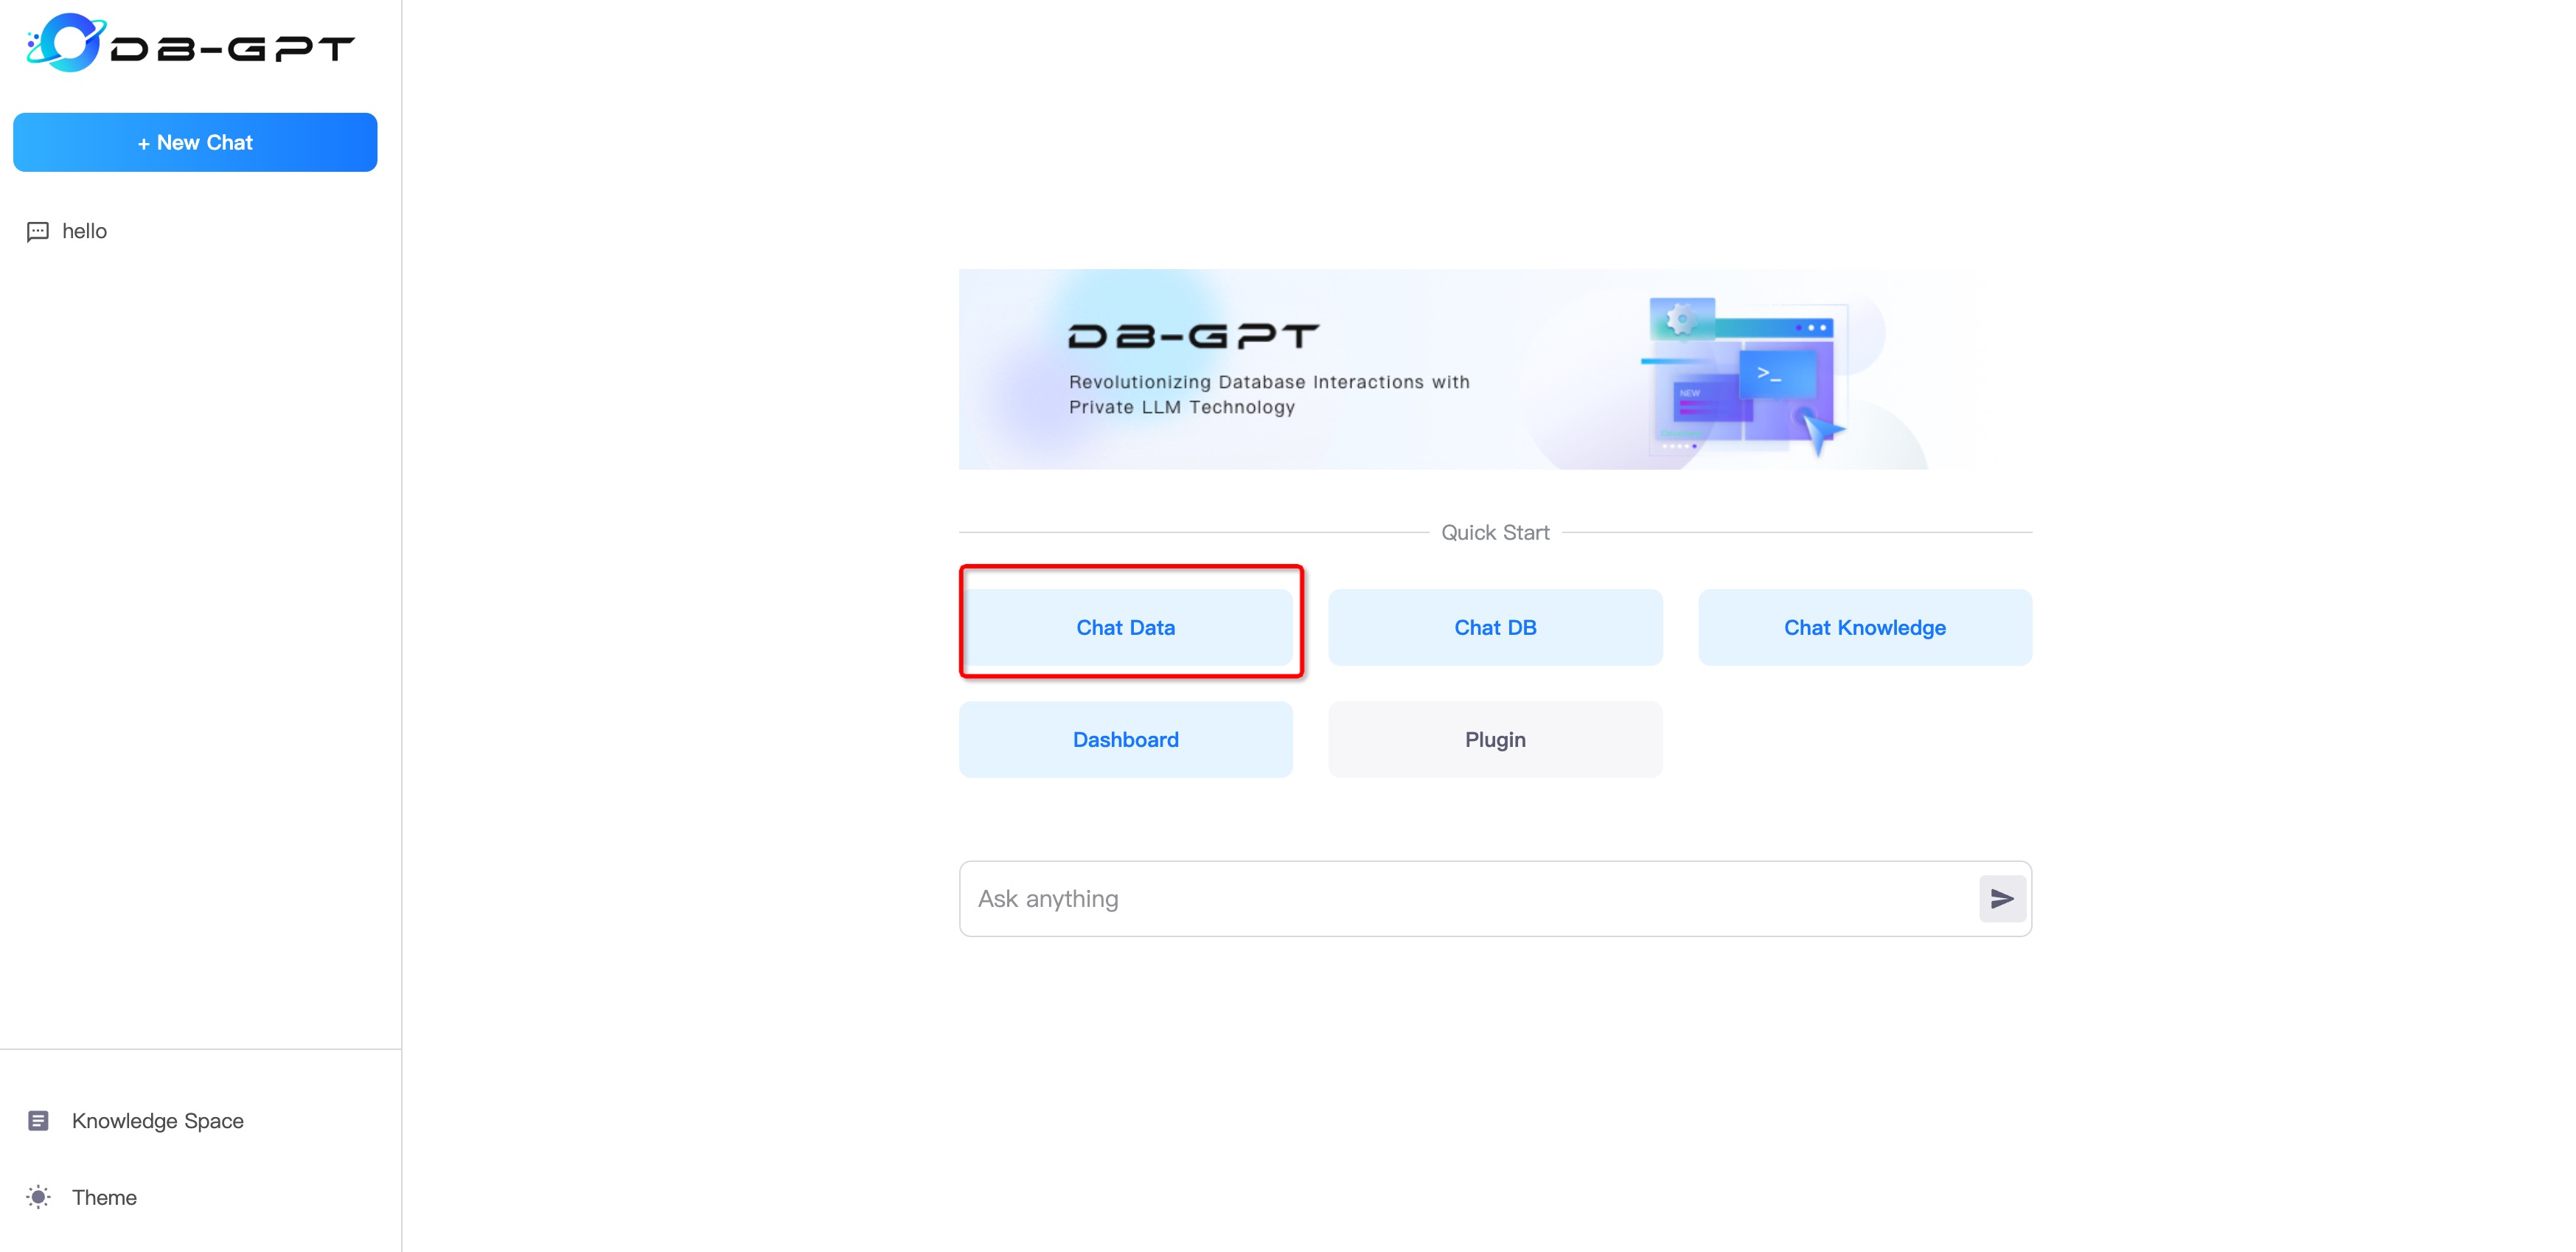 DB-GPT
+ New Chat
hello
DB-GPT
Revolutionizing Database Interactions with
Private LLM Technology
>_
NEW
Quick Start
Chat Data
Chat DB
Chat Knowledge
Dashboard
Plugin
Ask anything
Knowledge Space
Theme